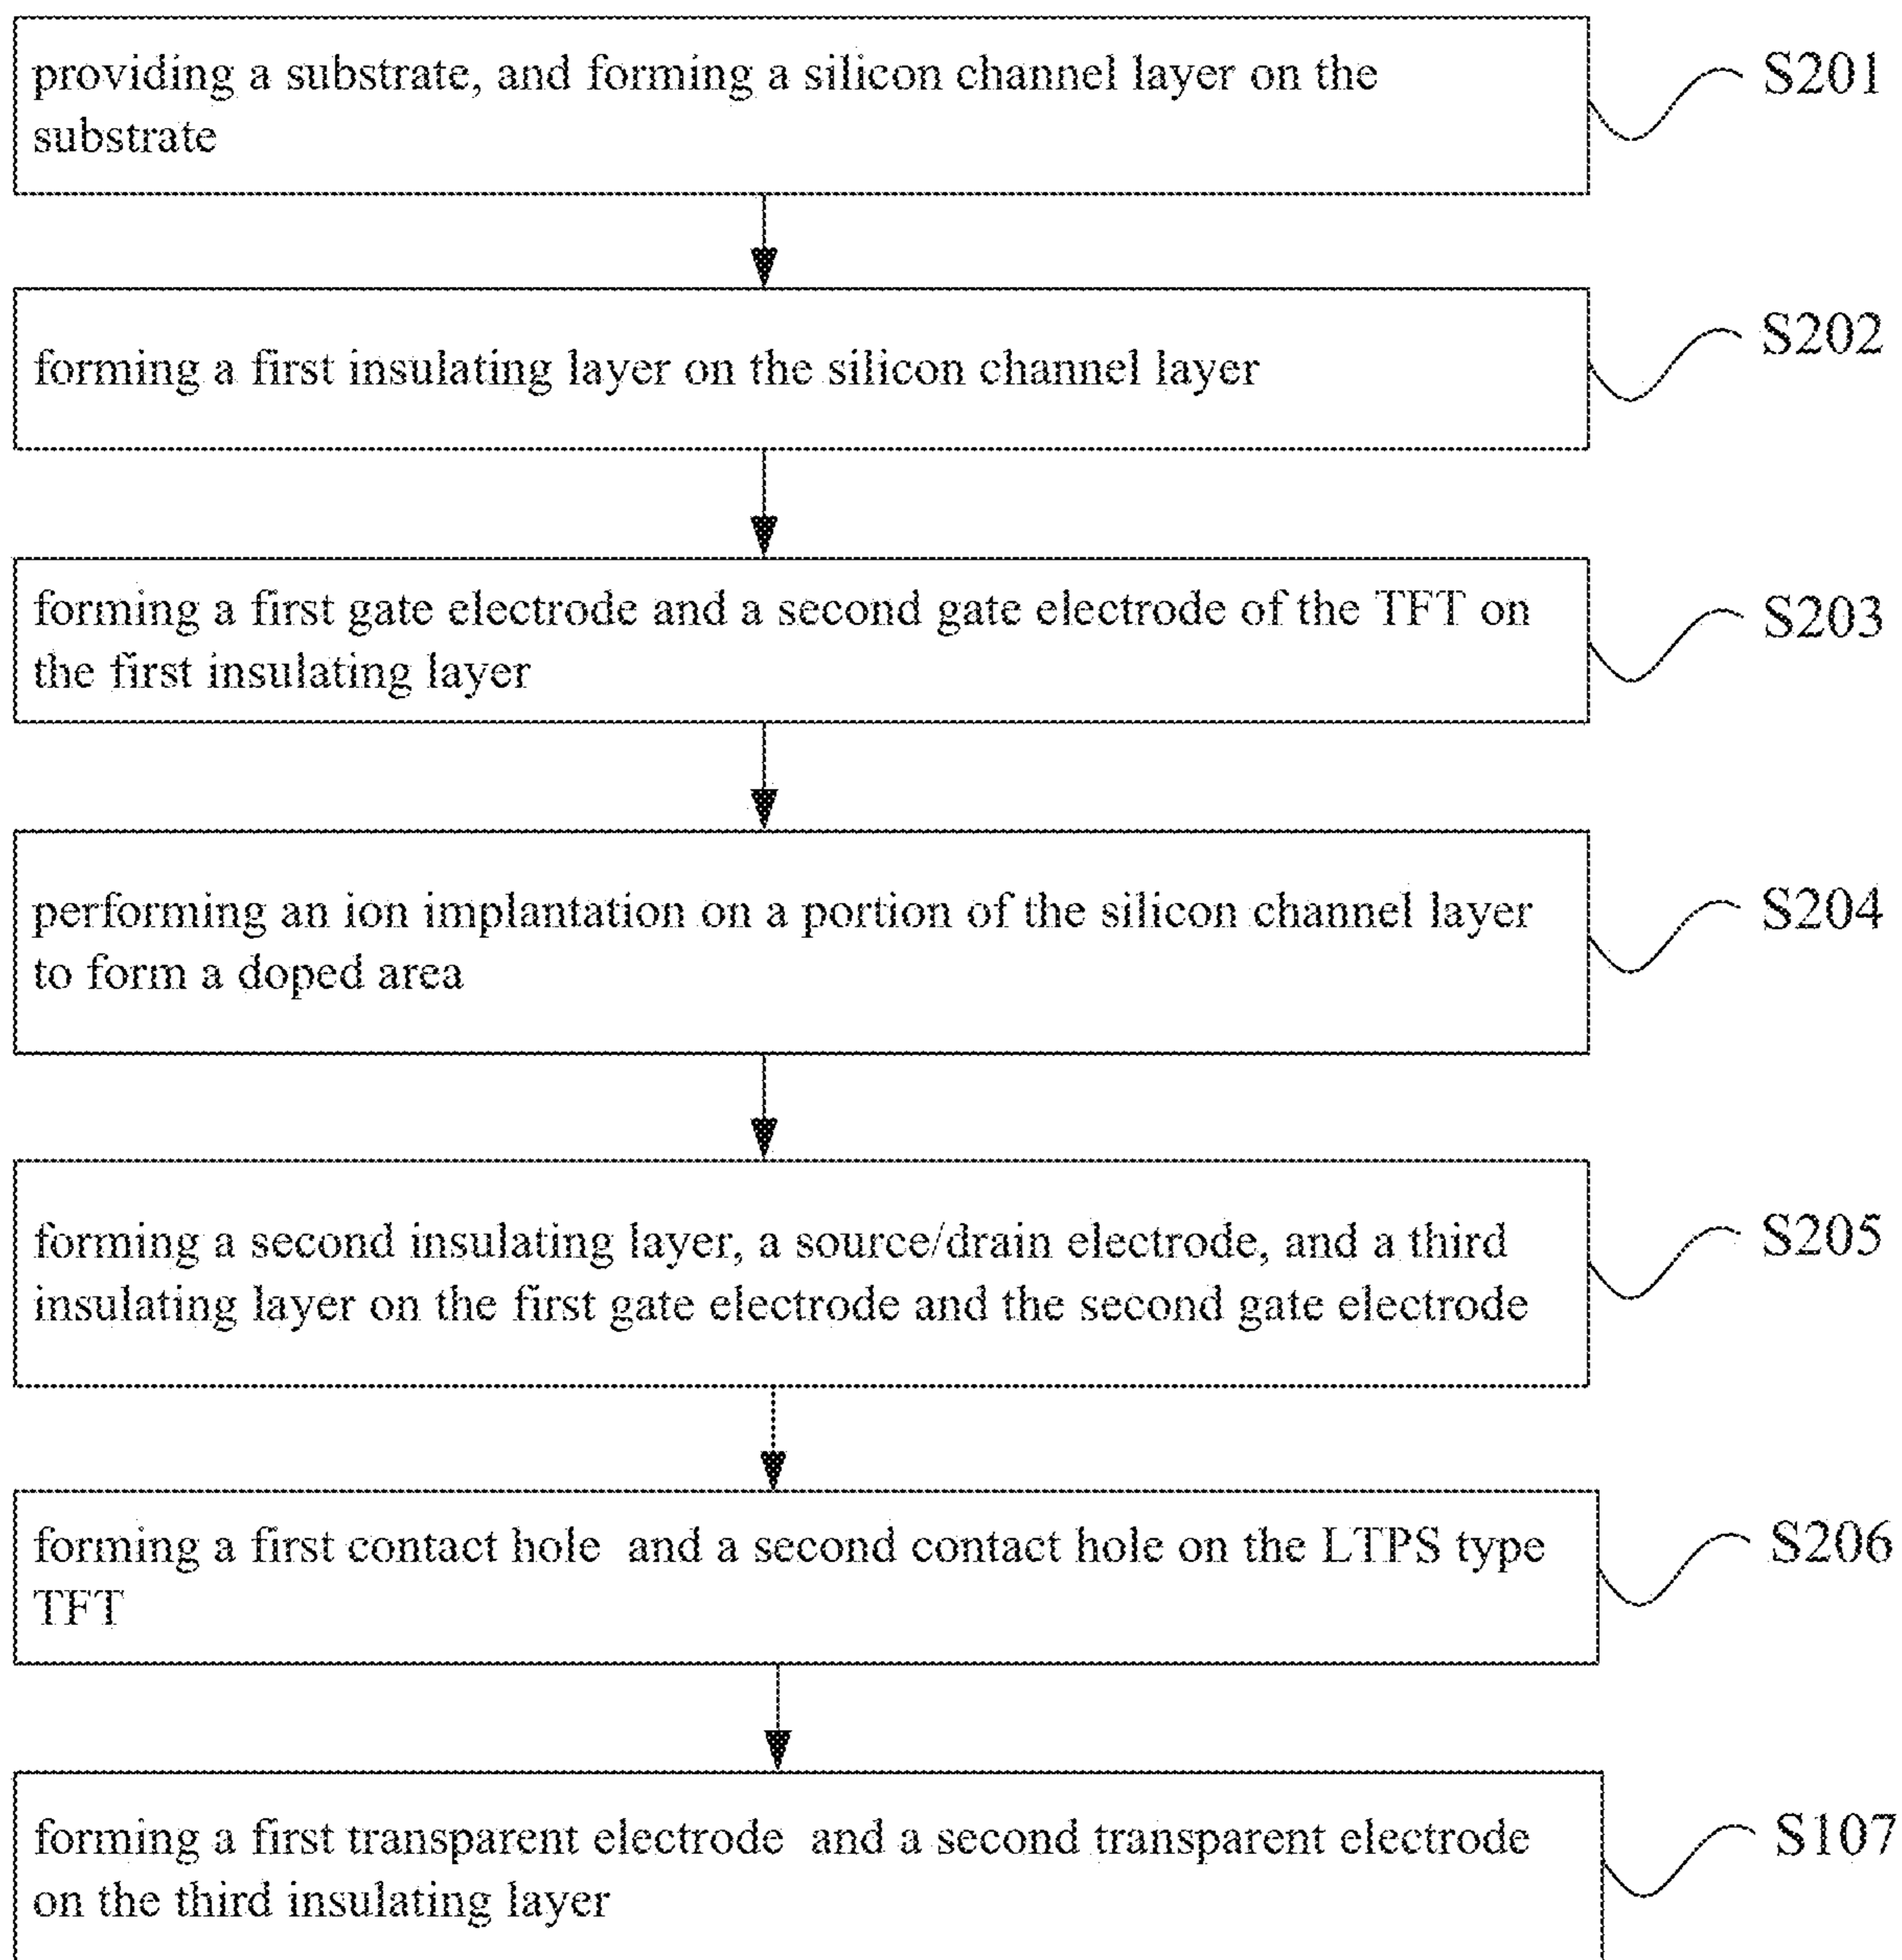 providing a substrate, and forming a silicon channel layer on the
substrate
S201
forming a first insulating layer on the silicon channel layer
S202
forming a first gate electrode and a second gate electrode of the TFT on
the first insulating layer
S203
performing an ion implantation on a portion of the silicon channel layer
to form a doped area
S204
forming a second insulating layer, a source/drain electrode, and a third
insulating layer on the first gate electrode and the second gate electrode
S205
forming a first contact hole and a second contact hole on the LTPS type
TFT
S206
forming a first transparent electrode and a second transparent electrode
on the third insulating layer
S107